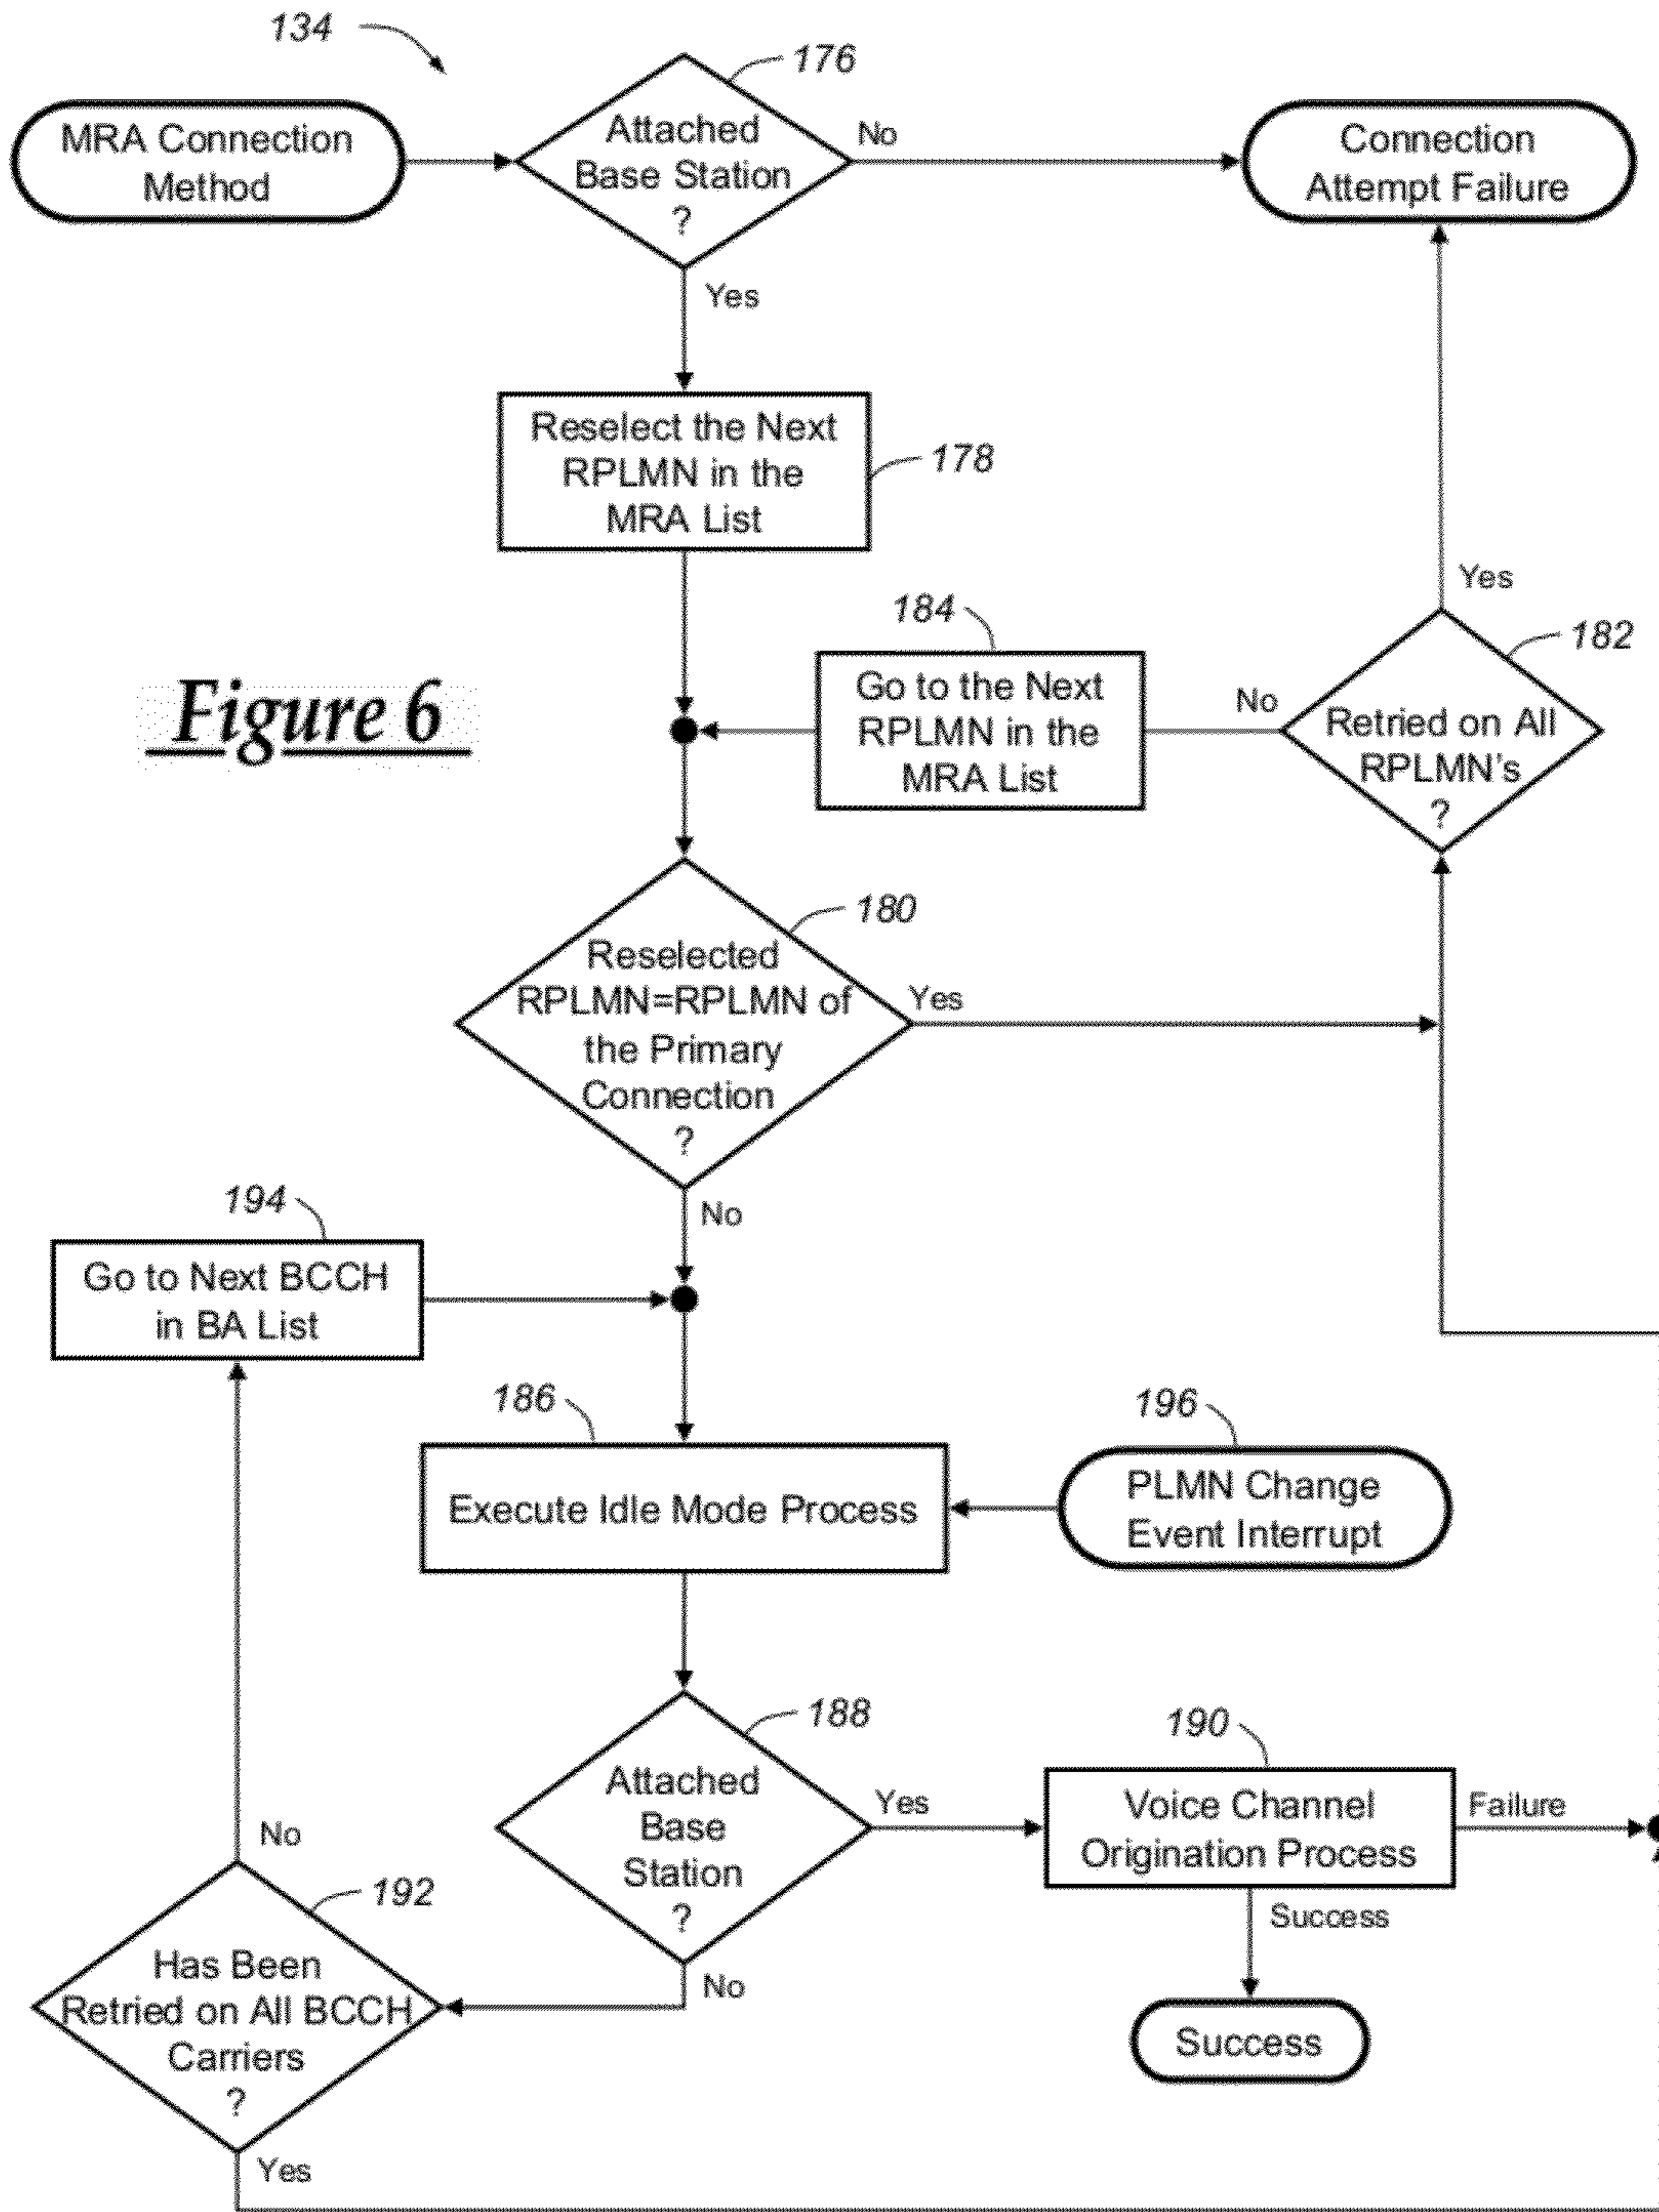 134
176
MRA Connection
Method
Attached
Base Station
?
No
Connection
Attempt Failure
Yes
Reselect the Next
RPLMN in the
MRA List
178
Yes
184
182
Figure 6
Go to the Next
RPLMN in the
MRA List
No
Retried on All
RPLMN's
?
180
Reselected
RPLMN=RPLMN of
the Primary
Connection
?
Yes
No
194
Go to Next BCCH
in BA List
186
196
Execute Idle Mode Process
PLMN Change
Event Interrupt
188
190
Attached
Base
Station
?
Yes
Voice Channel
Origination Process
Failure
No
192
Success
Has Been
Retried on All BCCH
Carriers
?
No
Success
Yes